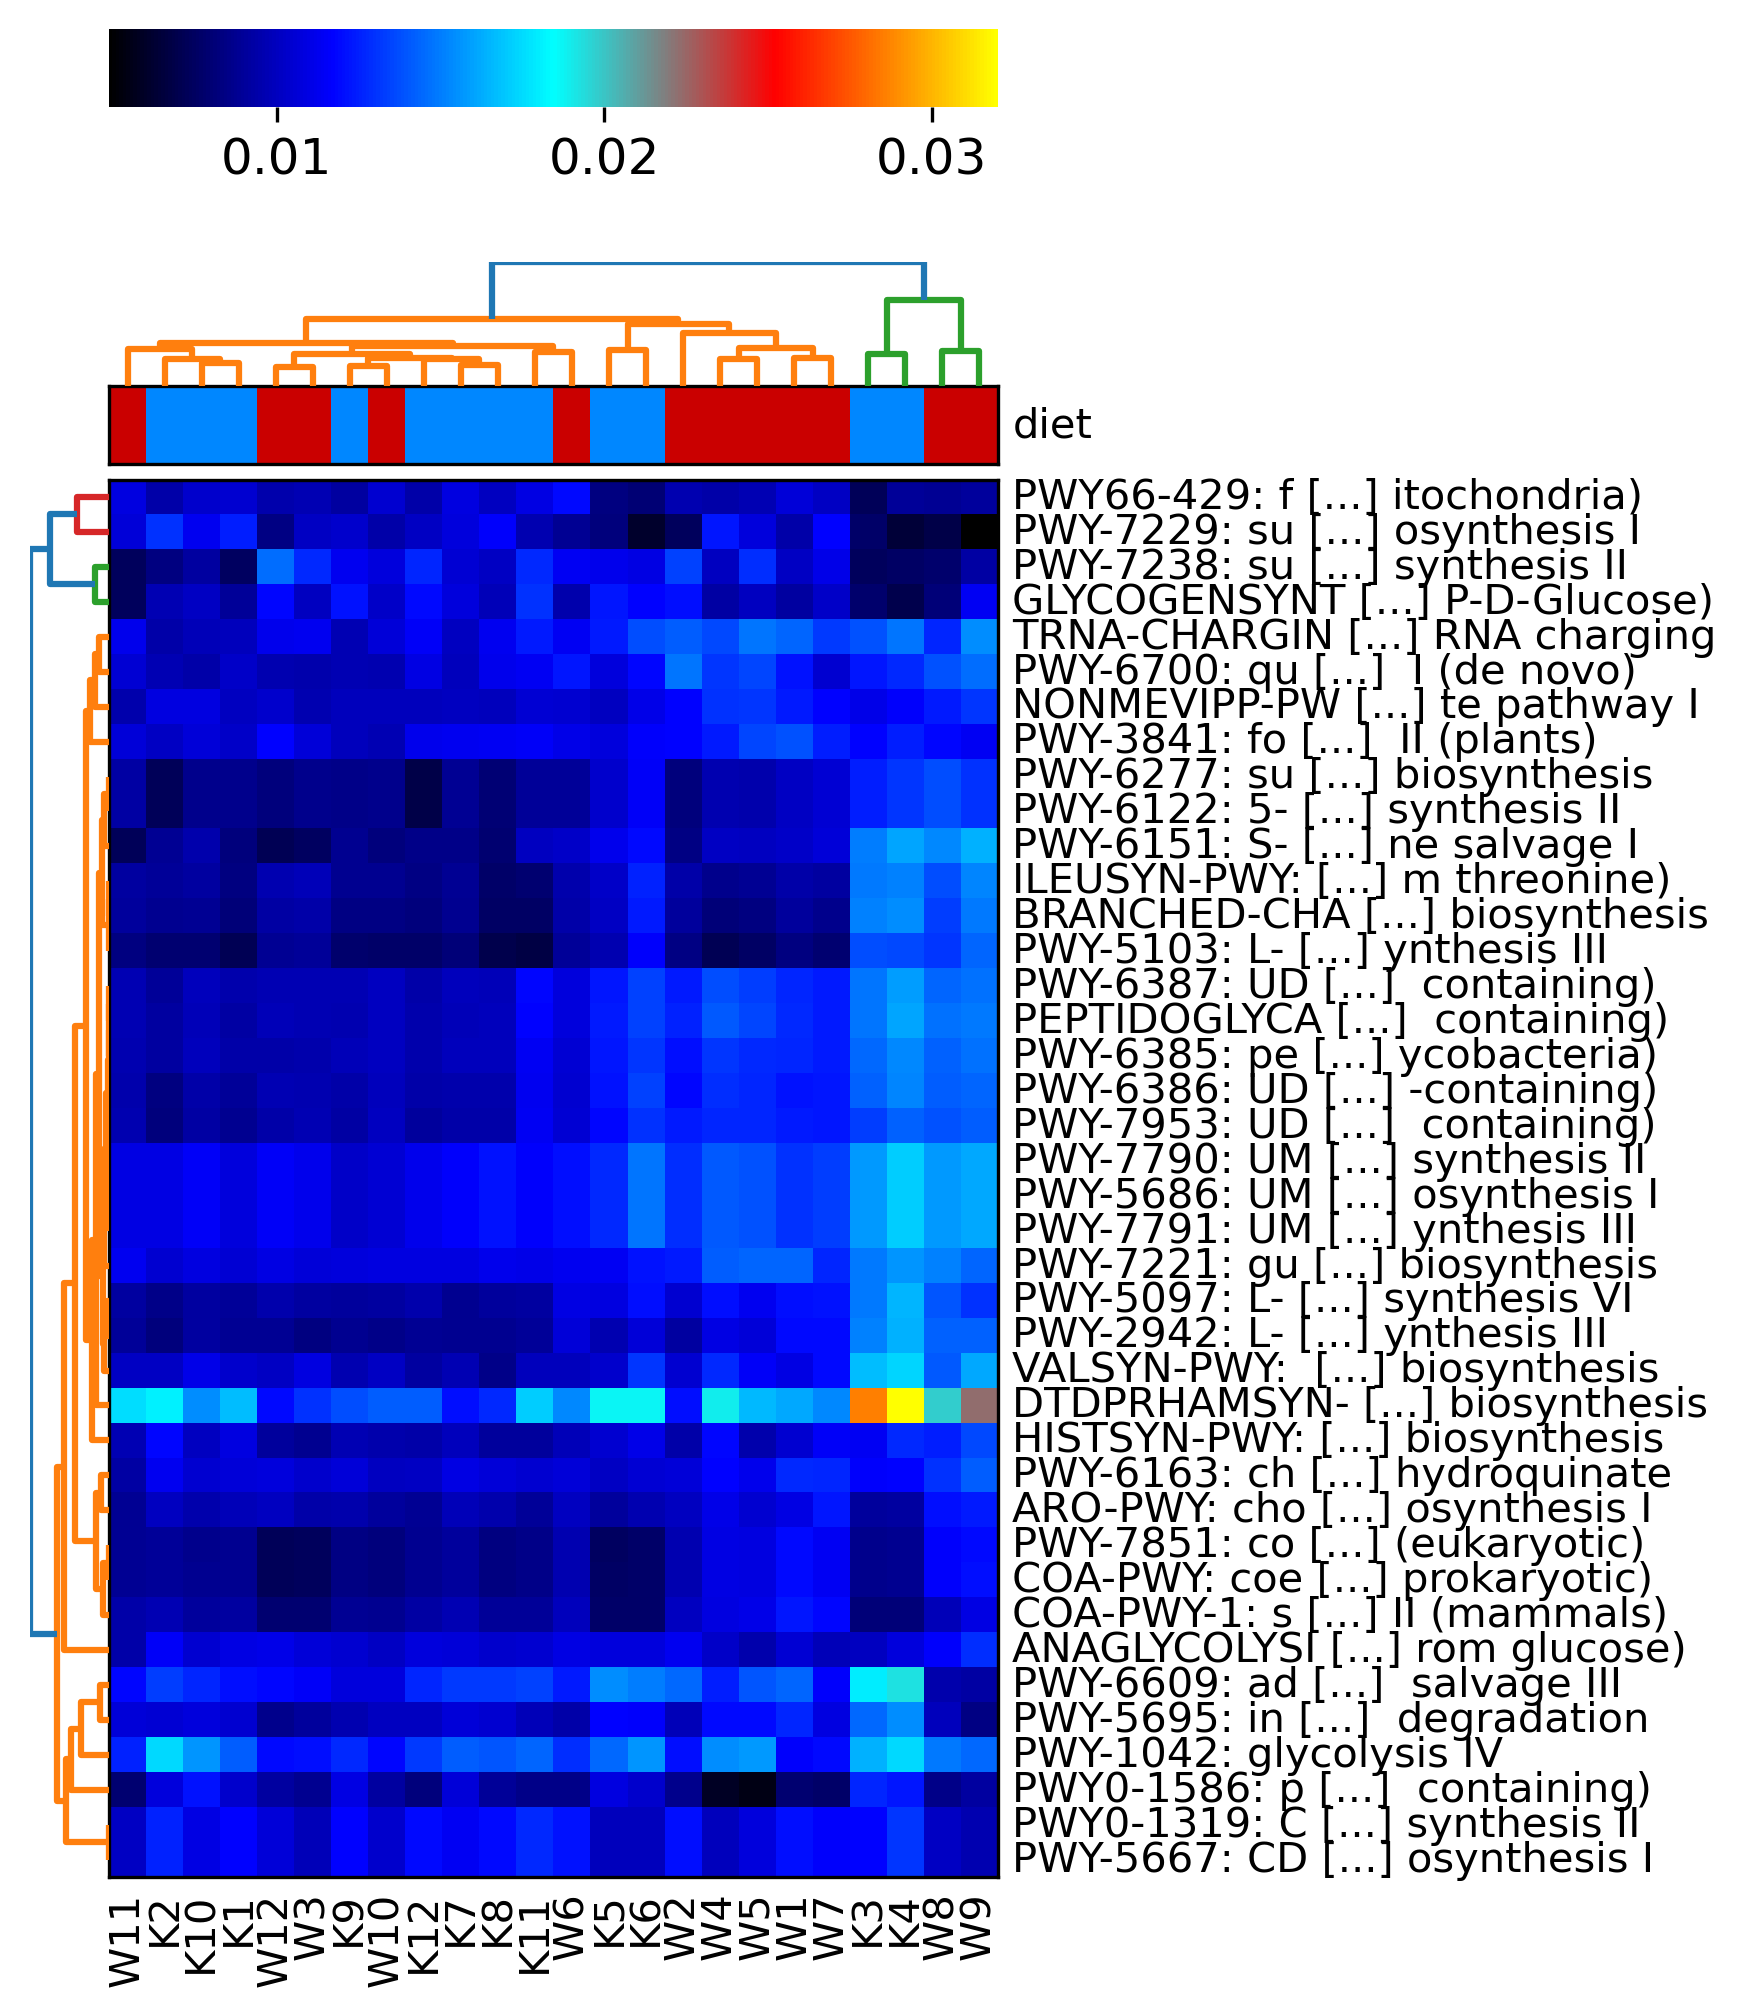 0.01 0.02 0.03
diet
PWY66-429: f [...] itochondria)
PWY-7229: su [...] osynthesis I
PWY-7238: su [...] synthesis II
GLYCOGENSYNT [...] P-D-Glucose)
TRNA-CHARGIN [...] RNA charging
PWY-6700: qu [...]  I (de novo)
NONMEVIPP-PW [...] te pathway I
PWY-3841: fo [...]  II (plants)
PWY-6277: su [...] biosynthesis
PWY-6122: 5- [...] synthesis II
PWY-6151: S- [...] ne salvage I
ILEUSYN-PWY: [...] m threonine)
BRANCHED-CHA [...] biosynthesis
PWY-5103: L- [...] ynthesis III
PWY-6387: UD [...]  containing)
PEPTIDOGLYCA [...]  containing)
PWY-6385: pe [...] ycobacteria)
PWY-6386: UD [...] -containing)
PWY-7953: UD [...]  containing)
PWY-7790: UM [...] synthesis II
PWY-5686: UM [...] osynthesis I
PWY-7791: UM [...] ynthesis III
PWY-7221: gu [...] biosynthesis
PWY-5097: L- [...] synthesis VI
PWY-2942: L- [...] ynthesis III
VALSYN-PWY:  [...] biosynthesis
DTDPRHAMSYN- [...] biosynthesis
HISTSYN-PWY: [...] biosynthesis
PWY-6163: ch [...] hydroquinate
ARO-PWY: cho [...] osynthesis I
PWY-7851: co [...] (eukaryotic)
COA-PWY: coe [...] prokaryotic)
COA-PWY-1: s [...] II (mammals)
ANAGLYCOLYSI [...] rom glucose)
PWY-6609: ad [...]  salvage III
PWY-5695: in [...]  degradation
PWY-1042: glycolysis IV
PWY0-1586: p [...]  containing)
PWY0-1319: C [...] synthesis II
PWY-5667: CD [...] osynthesis I
W11 K2 K10 K1 W12 W3 K9 W10 K12 K7 K8 K11 W6 K5 K6 W2 W4 W5 W1 W7 K3 K4 W8 W9